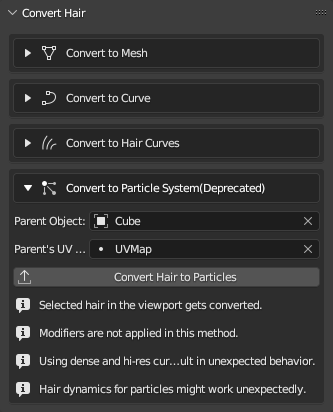 Convert Hair
Convert to Mesh
Convert to Curve
Convert to Hair Curves
Convert to Particle System(Deprecated)
Parent Object: Cube
Parent's UV ... UVMap
Convert Hair to Particles
Selected hair in the viewport gets converted.
Modifiers are not applied in this method.
Using dense and hi-res cur...ult in unexpected behavior.
Hair dynamics for particles might work unexpectedly.